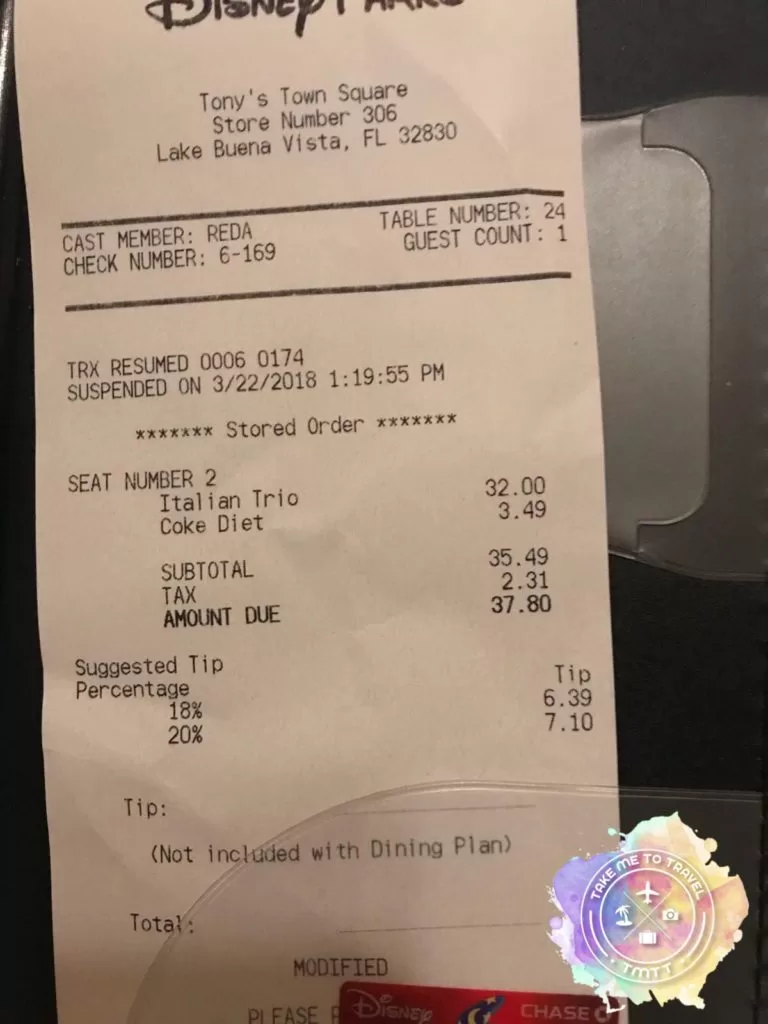 DISNEY PARKS
Tony's Town Square
Store Number 306
Lake Buena Vista, FL 32830
CAST MEMBER: REDA TABLE NUMBER: 24
CHECK NUMBER: 6-169 GUEST COUNT: 1
TRX RESUMED 0006 0174
SUSPENDED ON 3/22/2018 1:19:55 PM
******* Stored Order *******
SEAT NUMBER 2
Italian Trio 32.00
Coke Diet 3.49
SUBTOTAL 35.49
TAX 2.31
AMOUNT DUE 37.80
Suggested Tip
Percentage Tip
18% 6.39
20% 7.10
Tip:
(Not included with Dining Plan)
Total:
MODIFIED
PLEASE
DISNEY CHASE
TAKE ME TO TRAVEL
TMTT